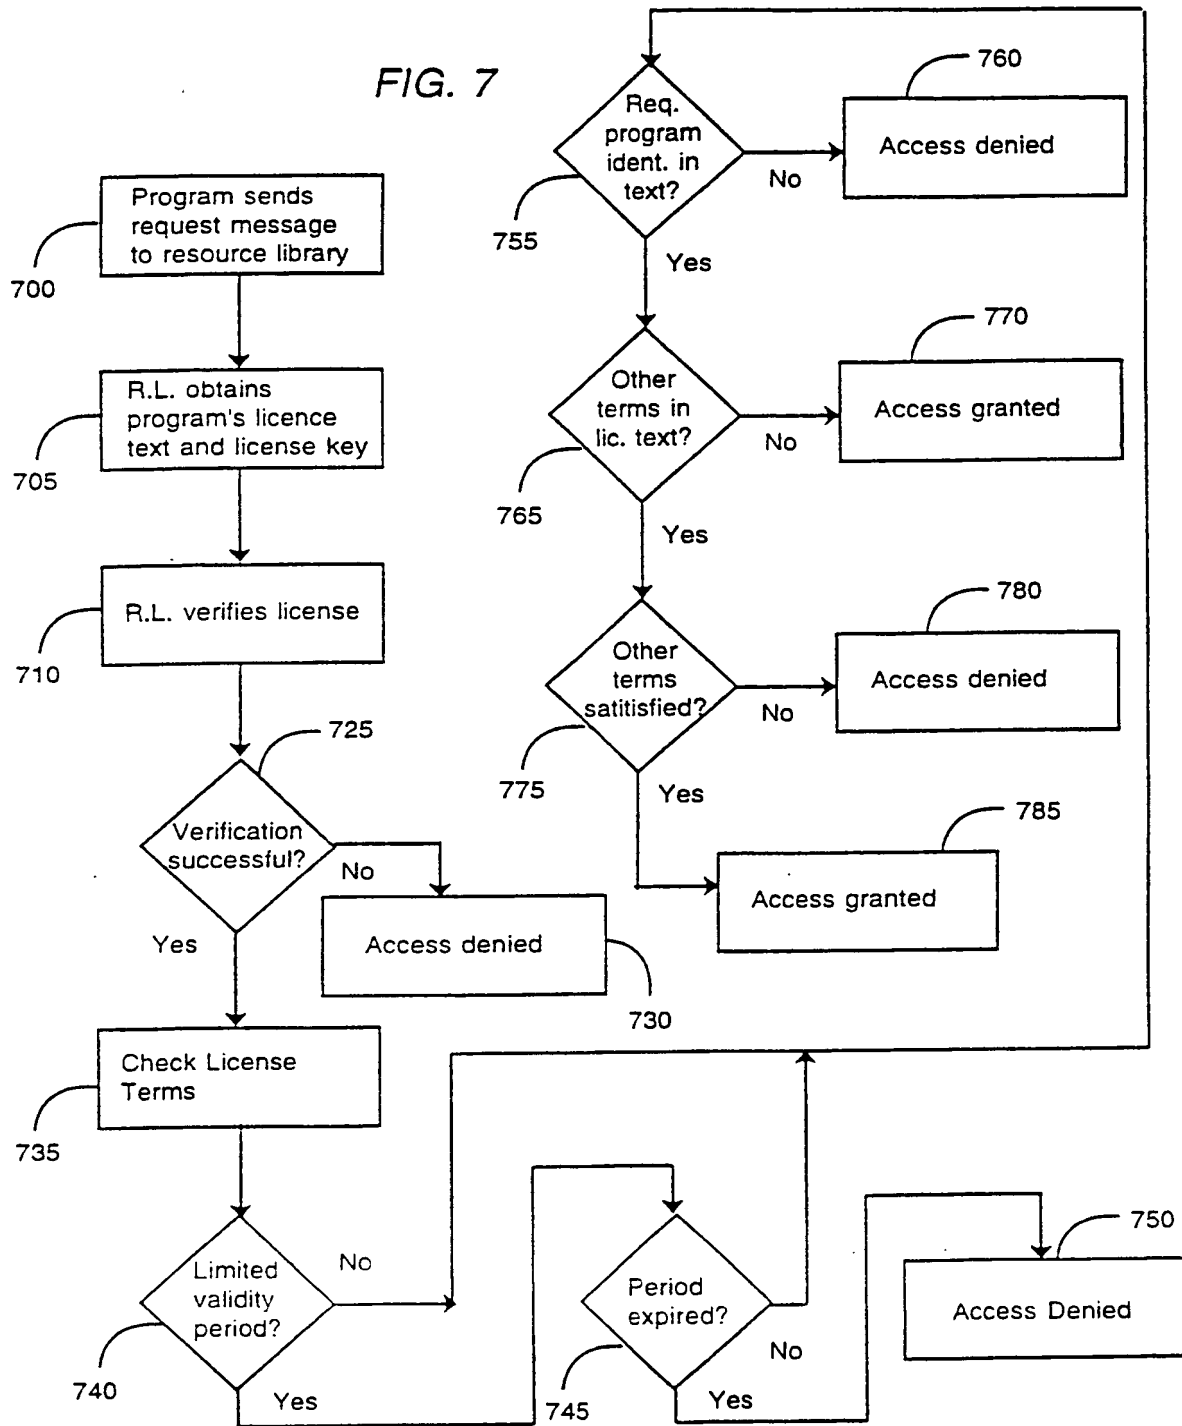 FIG. 7
Program sends
request message
to resource library
700
R.L. obtains
program's licence
text and license key
705
R.L. verifies license
710
725
Verification
successful?
No
Yes
Access denied
730
Check License
Terms
735
Limited
validity
period?
No
740
Yes
Period
expired?
No
745
Yes
750
Access Denied
Req.
program
ident. in
text?
755
No
760
Access denied
Yes
Other
terms in
lic. text?
765
No
770
Access granted
Yes
Other
terms
satitisfied?
775
No
780
Access denied
Yes
785
Access granted